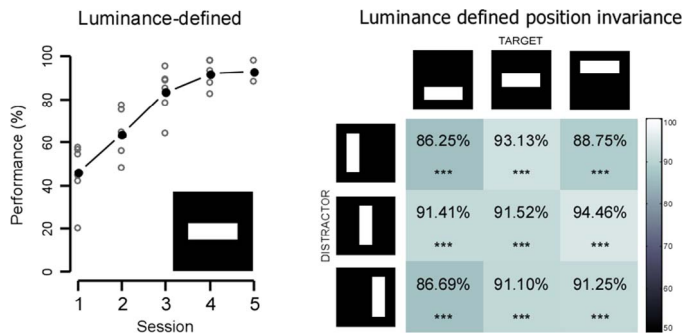 Luminance-defined
Performance (%)
100
80
60
40
20
0
1 2 3 4 5
Session
Luminance defined position invariance
TARGET
DISTRACTOR
86.25% 93.13% 88.75%
*** *** ***
91.41% 91.52% 94.46%
*** *** ***
86.69% 91.10% 91.25%
*** *** ***
100
90
80
70
60
50